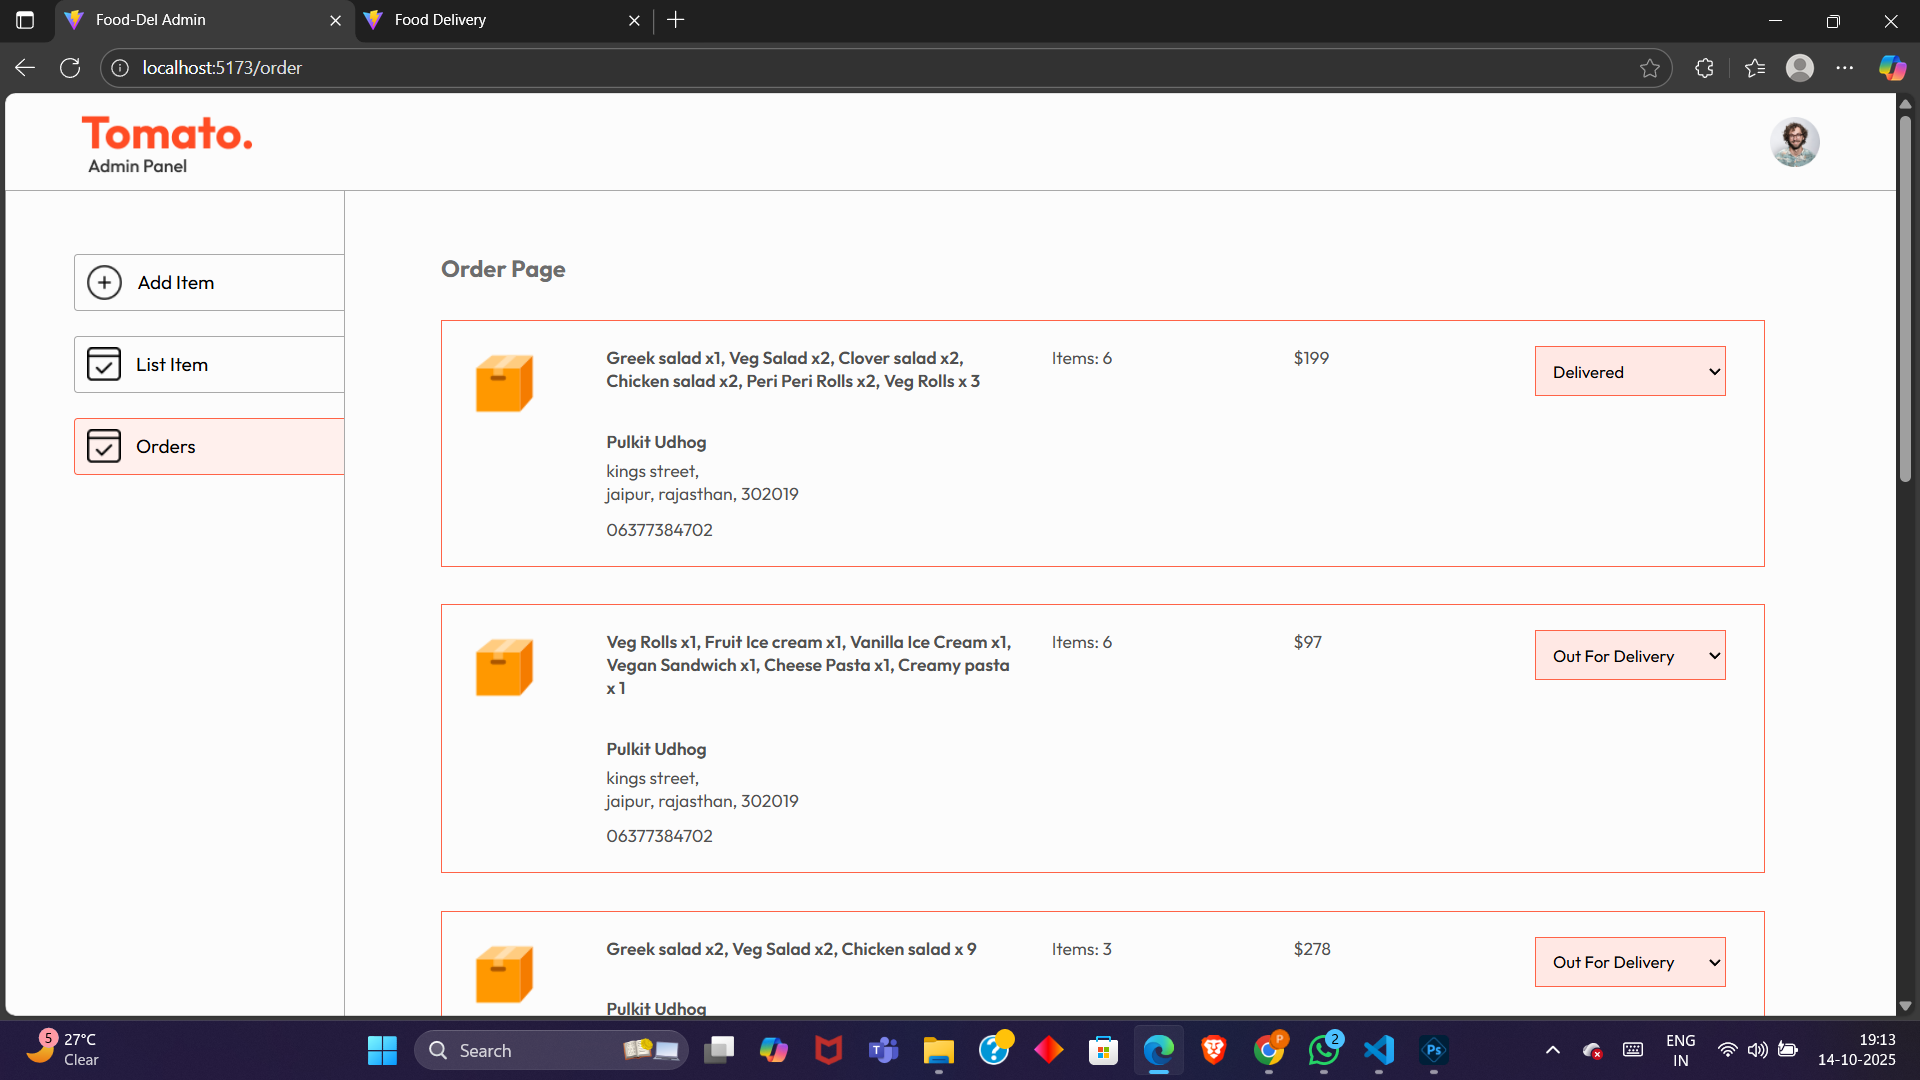 Food-Del Admin
Food Delivery
localhost:5173/order
Tomato.
Admin Panel
Add Item
List Item
Orders
Order Page
Greek salad x1, Veg Salad x2, Clover salad x2,
Chicken salad x2, Peri Peri Rolls x2, Veg Rolls x 3
Items: 6
$199
Delivered
Pulkit Udhog
kings street,
jaipur, rajasthan, 302019
06377384702
Veg Rolls x1, Fruit Ice cream x1, Vanilla Ice Cream x1,
Vegan Sandwich x1, Cheese Pasta x1, Creamy pasta
x 1
Items: 6
$97
Out For Delivery
Pulkit Udhog
kings street,
jaipur, rajasthan, 302019
06377384702
Greek salad x2, Veg Salad x2, Chicken salad x 9
Items: 3
$278
Out For Delivery
Pulkit Udhog
5
27°C
Clear
Search
T
?
P
2
Ps
ENG
IN
19:13
14-10-2025